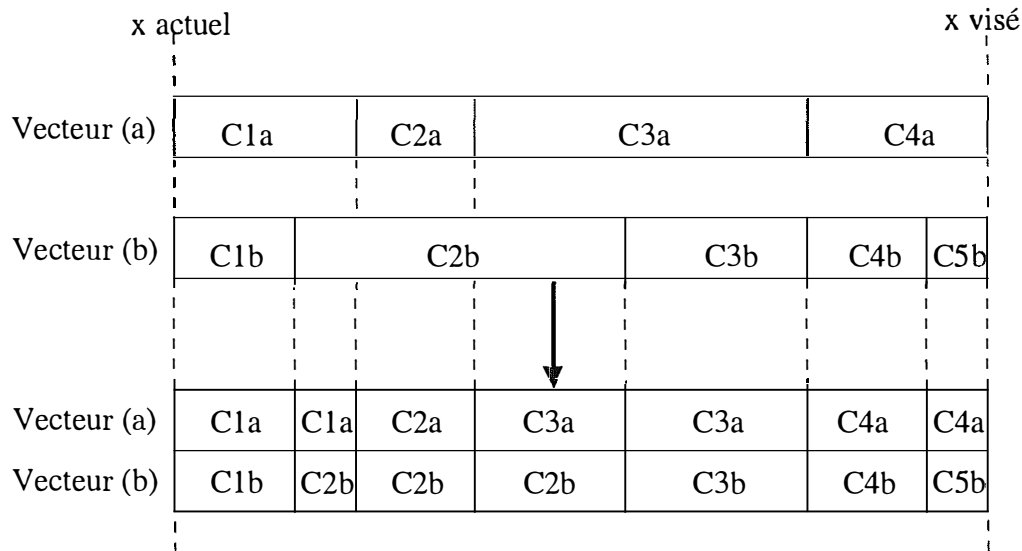 x actuel x visé
Vecteur (a) C1a C2a C3a C4a
Vecteur (b) C1b C2b C3b C4b C5b
Vecteur (a) C1a C1a C2a C3a C3a C4a C4a
Vecteur (b) C1b C2b C2b C2b C3b C4b C5b